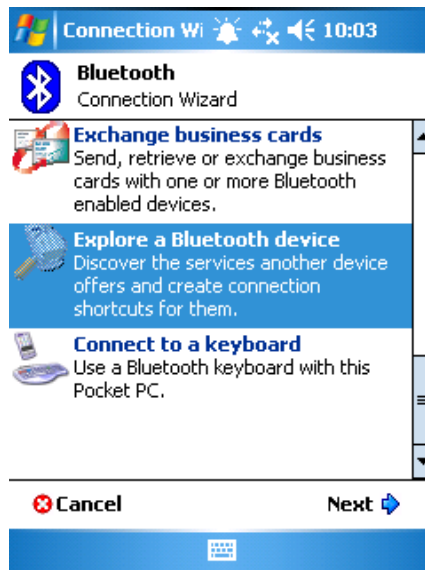 Connection Wi 10:03
Bluetooth
Connection Wizard
Exchange business cards
Send, retrieve or exchange business
cards with one or more Bluetooth
enabled devices.
Explore a Bluetooth device
Discover the services another device
offers and create connection
shortcuts for them.
Connect to a keyboard
Use a Bluetooth keyboard with this
Pocket PC.
Cancel Next